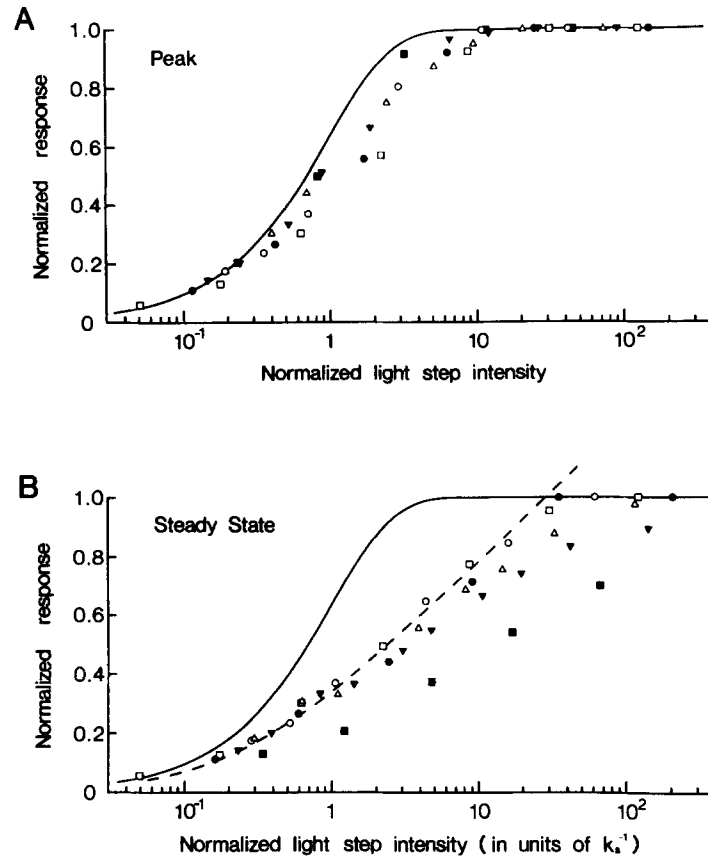 A
Peak
Normalized response
1.0
0.8
0.6
0.4
0.2
0
10⁻¹
1
10
10²
Normalized light step intensity
B
Steady State
Normalized response
1.0
0.8
0.6
0.4
0.2
0
10⁻¹
1
10
10²
Normalized light step intensity (in units of kₐ⁻¹)